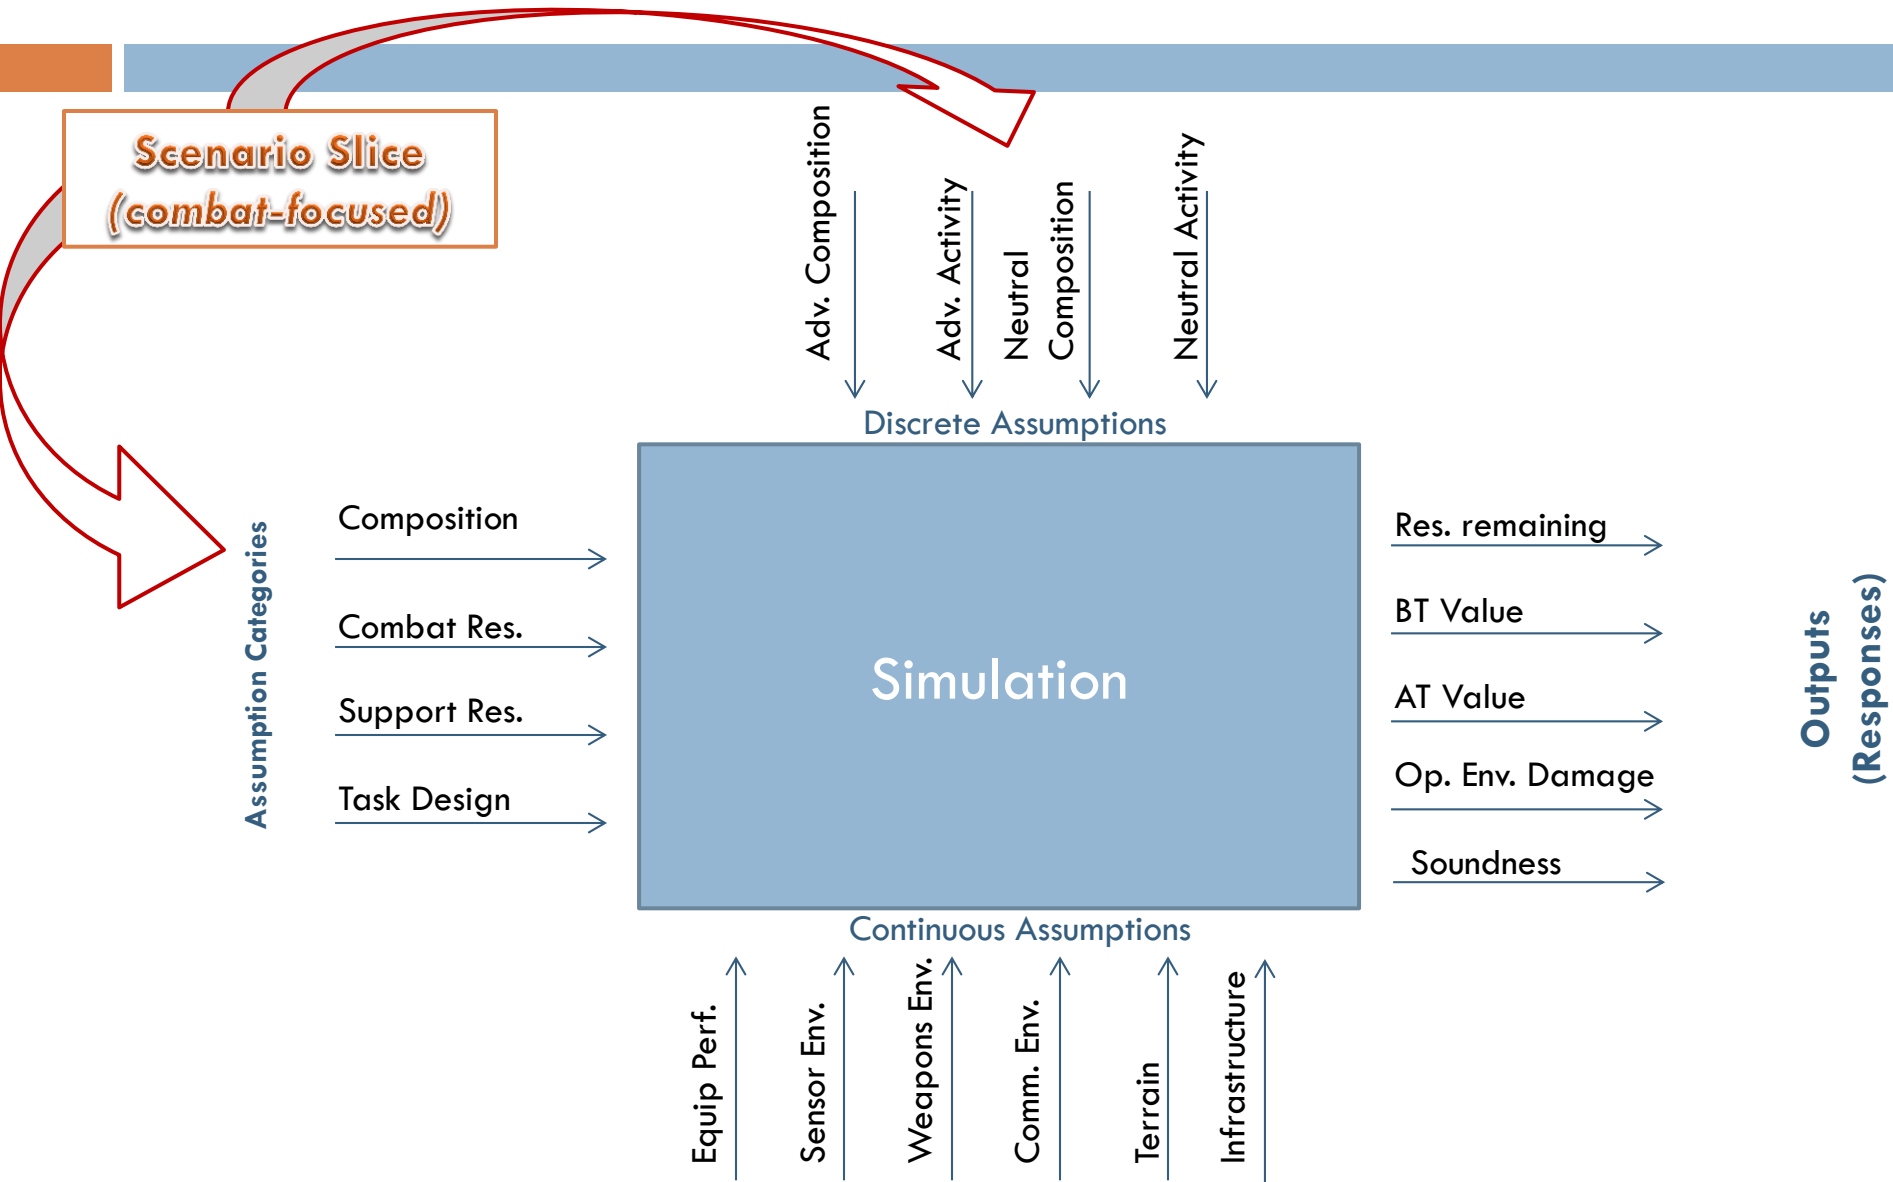 Scenario Slice
(combat-focused)
Adv. Composition
Adv. Activity
Neutral
Composition
Neutral Activity
Discrete Assumptions
Assumption Categories
Composition
Combat Res.
Support Res.
Task Design
Simulation
Res. remaining
BT Value
AT Value
Op. Env. Damage
Soundness
Outputs
(Responses)
Continuous Assumptions
Equip Perf.
Sensor Env.
Weapons Env.
Comm. Env.
Terrain
Infrastructure